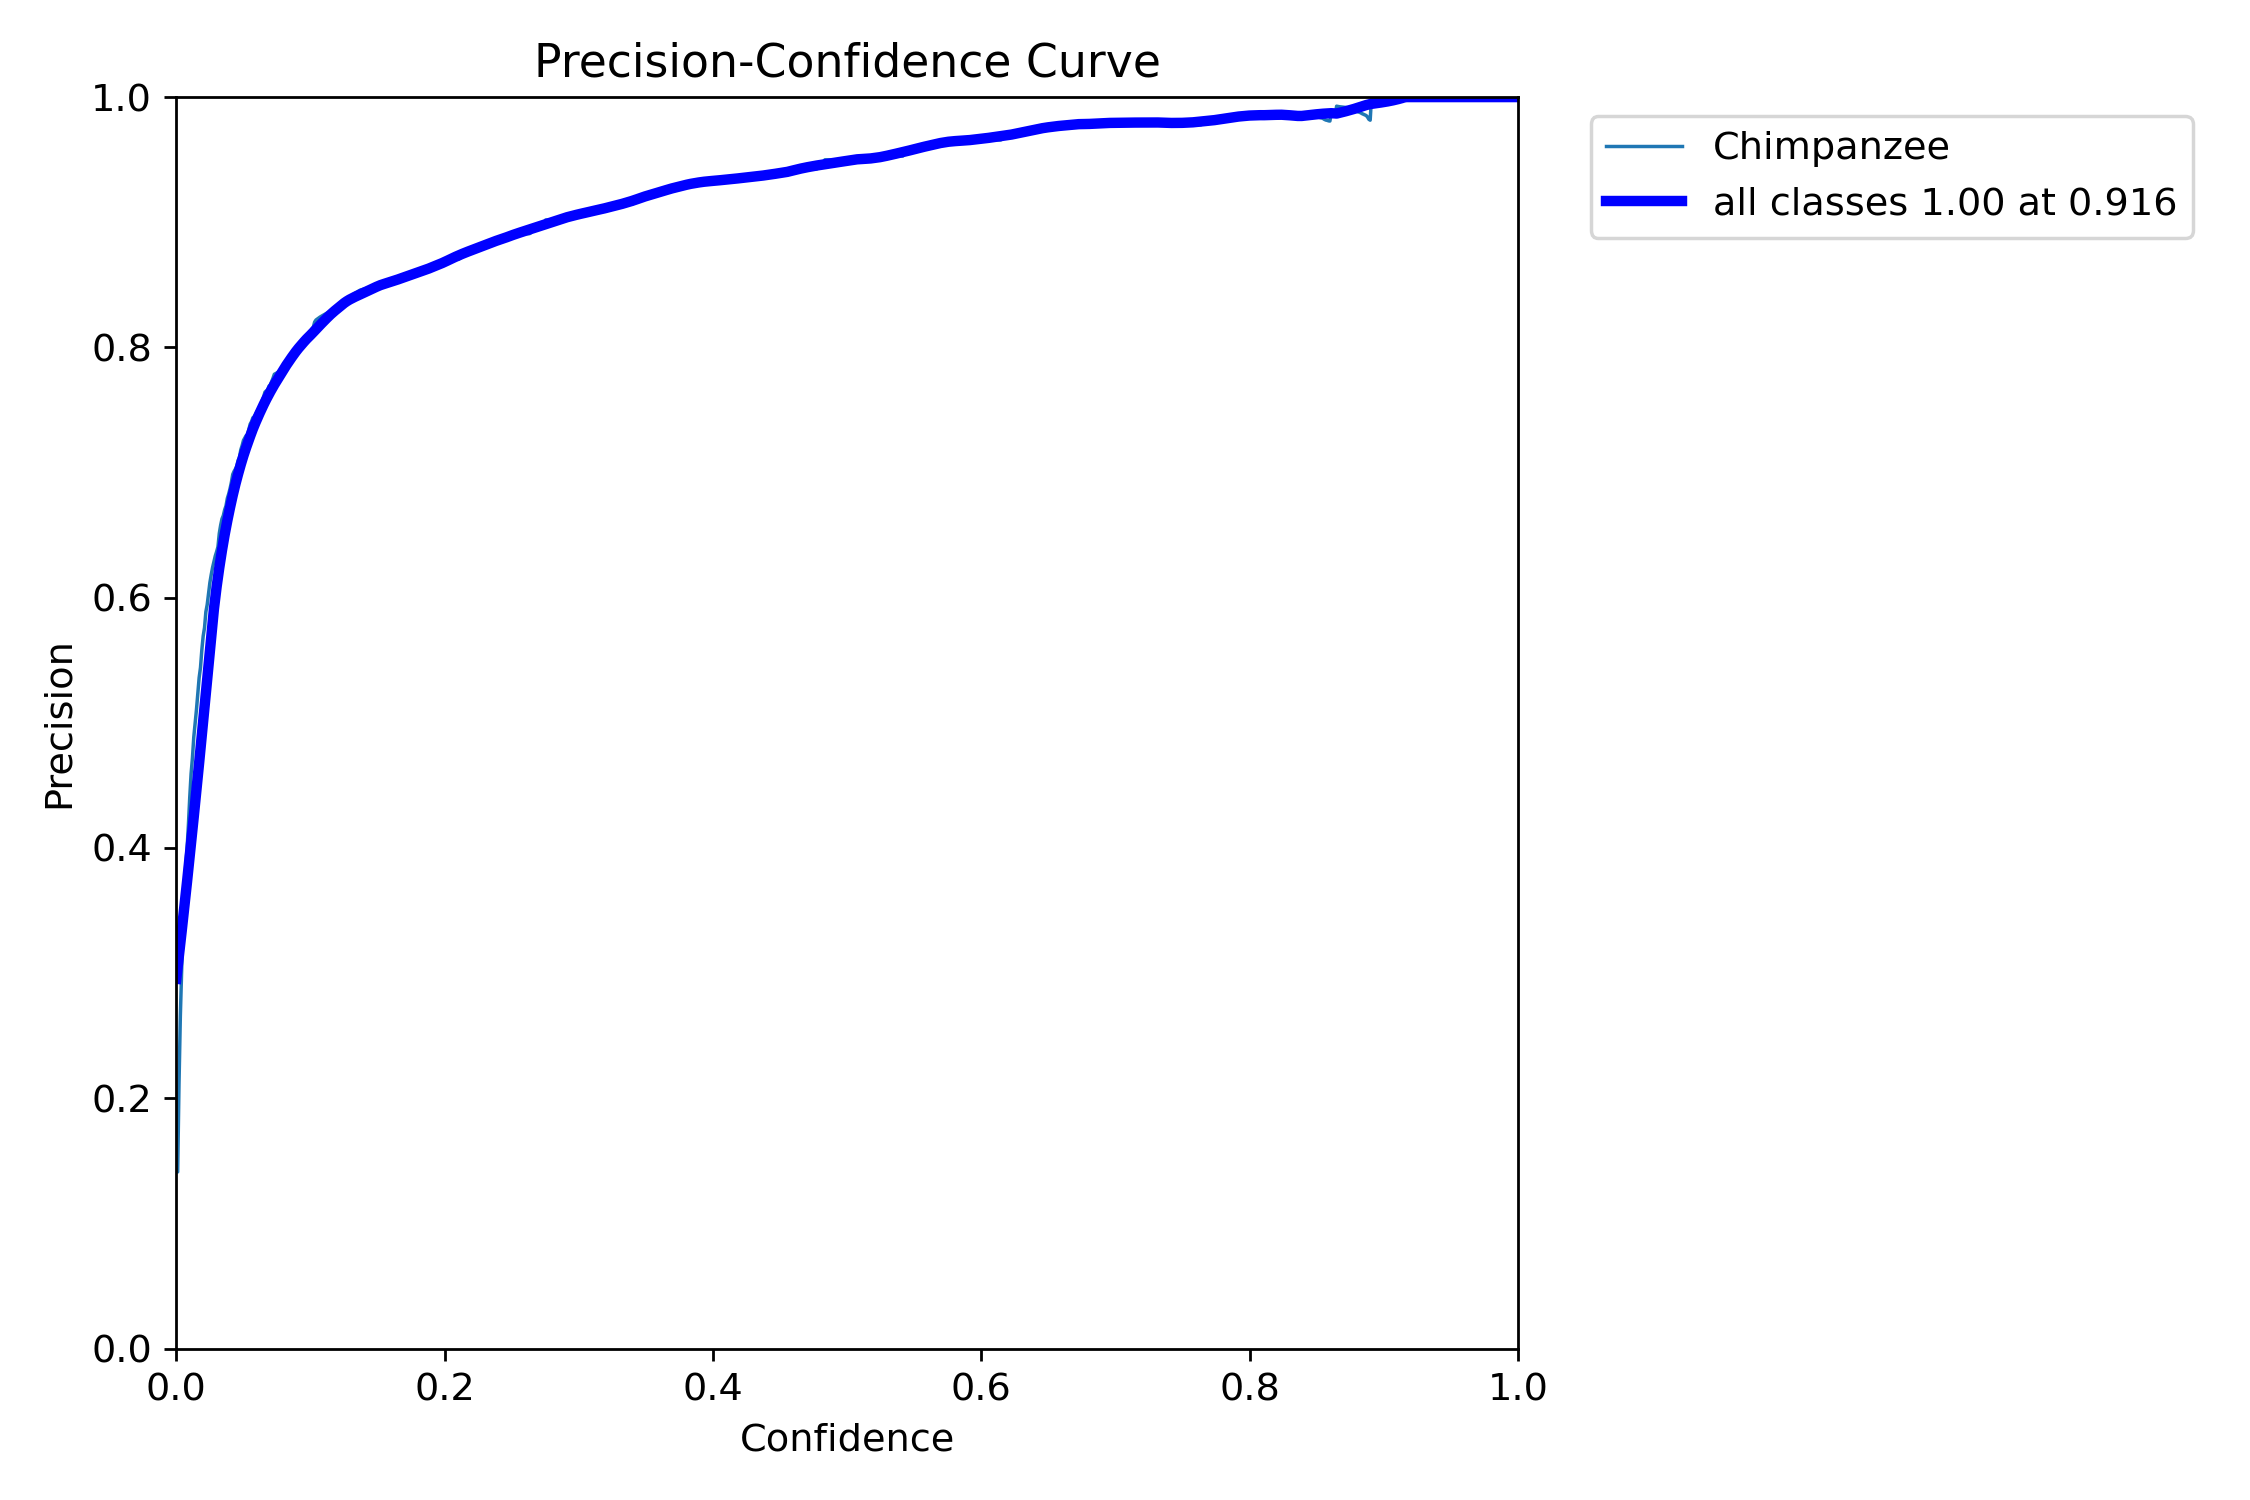 Precision-Confidence Curve
1.0
0.8
0.6
0.4
0.2
0.0
Precision
0.0 0.2 0.4 0.6 0.8 1.0
Confidence
Chimpanzee
all classes 1.00 at 0.916